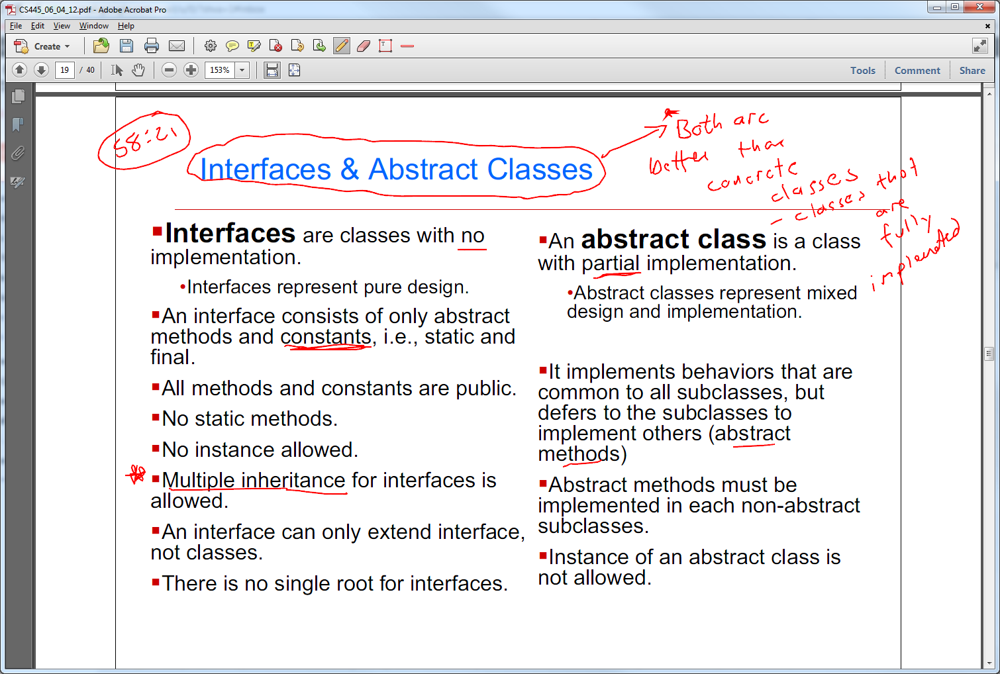 CS445_06_04_12.pdf - Adobe Acrobat Pro
File Edit View Window Help
Create
19 / 40 153% Tools Comment Share
58:21
Both are
better than
concrete
classes
- classes that
are
fully
implemented
Interfaces & Abstract Classes
▪Interfaces are classes with no
implementation.
•Interfaces represent pure design.
▪An interface consists of only abstract
methods and constants, i.e., static and
final.
▪All methods and constants are public.
▪No static methods.
▪No instance allowed.
▪Multiple inheritance for interfaces is
allowed.
▪An interface can only extend interface,
not classes.
▪There is no single root for interfaces.
▪An abstract class is a class
with partial implementation.
•Abstract classes represent mixed
design and implementation.
▪It implements behaviors that are
common to all subclasses, but
defers to the subclasses to
implement others (abstract
methods)
▪Abstract methods must be
implemented in each non-abstract
subclasses.
▪Instance of an abstract class is
not allowed.